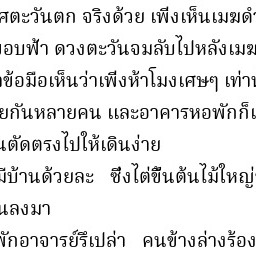 ศตะวันตก จริงด้วย เพิ่งเห็นเมฆดำ
ขอบฟ้า ดวงตะวันจมลับไปหลังเมฆ
ข้อมือเห็นว่าเพิ่งห้าโมงเศษๆ เท่า
ยกันหลายคน และอาคารหอพักก็
นตัดตรงไปให้เดินง่าย
มีบ้านด้วยละ ซึ่งไต่ขึ้นต้นไม้ใหญ่
นลงมา
พักอาจารย์รึเปล่า คนข้างล่างร้อง